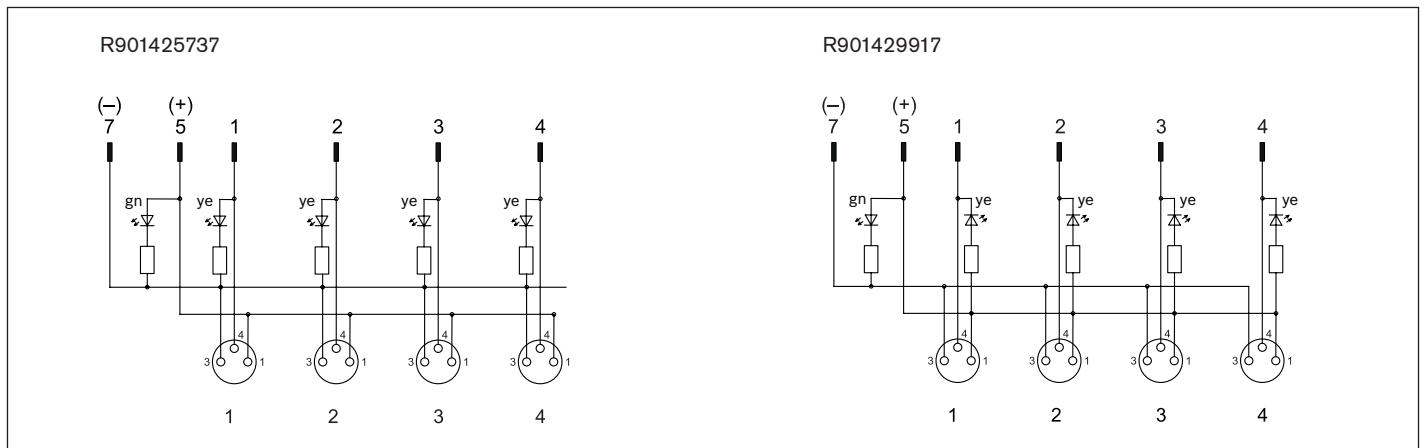 R901425737
(–) (+)
7 5 1 2 3 4
gn ye ye ye ye
4 4 4 4
3 1 3 1 3 1 3 1
1 2 3 4
R901429917
(–) (+)
7 5 1 2 3 4
gn ye ye ye ye
4 4 4 4
3 1 3 1 3 1 3 1
1 2 3 4